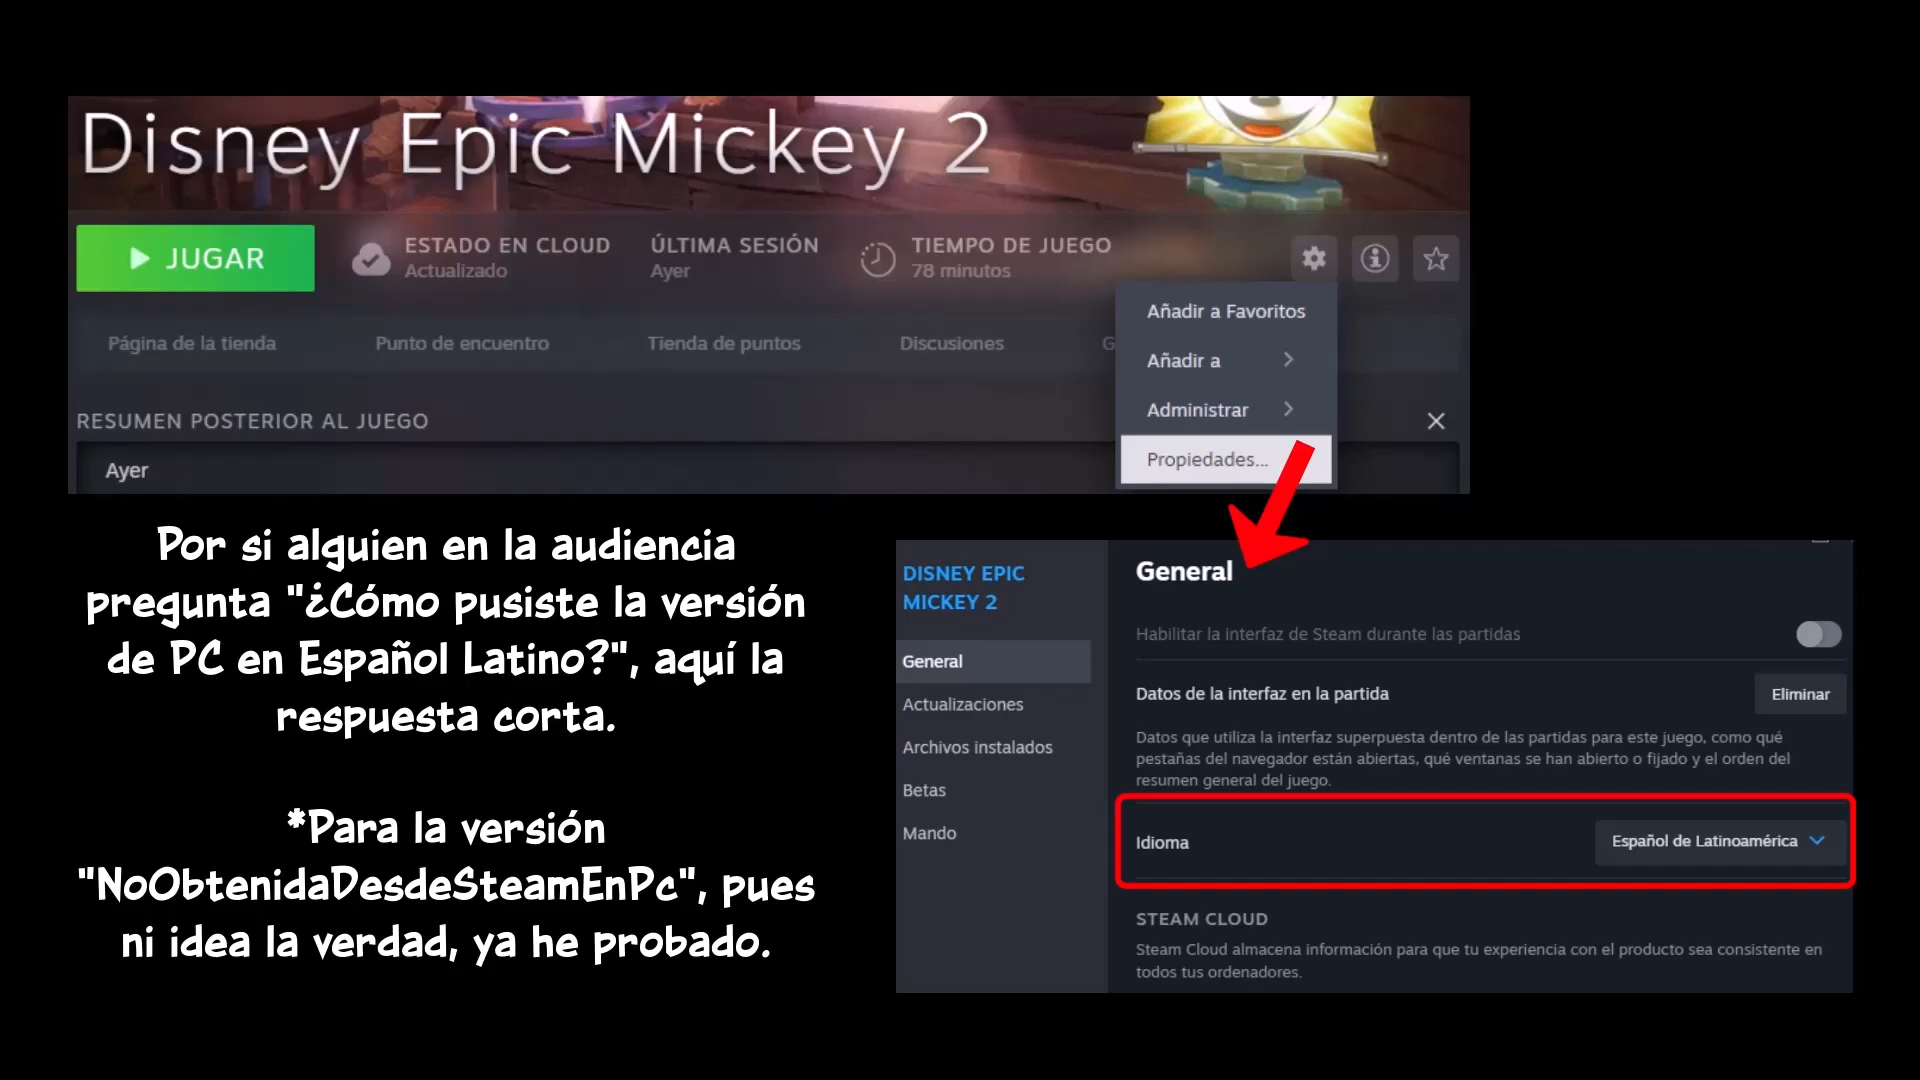 Disney Epic Mickey 2
JUGAR
ESTADO EN CLOUD
Actualizado
ÚLTIMA SESIÓN
Ayer
TIEMPO DE JUEGO
78 minutos
Añadir a Favoritos
Página de la tienda
Punto de encuentro
Tienda de puntos
Discusiones
G
Añadir a
Administrar
Propiedades...
RESUMEN POSTERIOR AL JUEGO
Ayer
Por si alguien en la audiencia
pregunta "¿Cómo pusiste la versión
de PC en Español Latino?", aquí la
respuesta corta.
*Para la versión
"NoObtenidaDesdeSteamEnPc", pues
ni idea la verdad, ya he probado.
DISNEY EPIC
MICKEY 2
General
Actualizaciones
Archivos instalados
Betas
Mando
General
Habilitar la interfaz de Steam durante las partidas
Datos de la interfaz en la partida
Eliminar
Datos que utiliza la interfaz superpuesta dentro de las partidas para este juego, como qué
pestañas del navegador están abiertas, qué ventanas se han abierto o fijado y el orden del
resumen general del juego.
Idioma
Español de Latinoamérica
STEAM CLOUD
Steam Cloud almacena información para que tu experiencia con el producto sea consistente en
todos tus ordenadores.